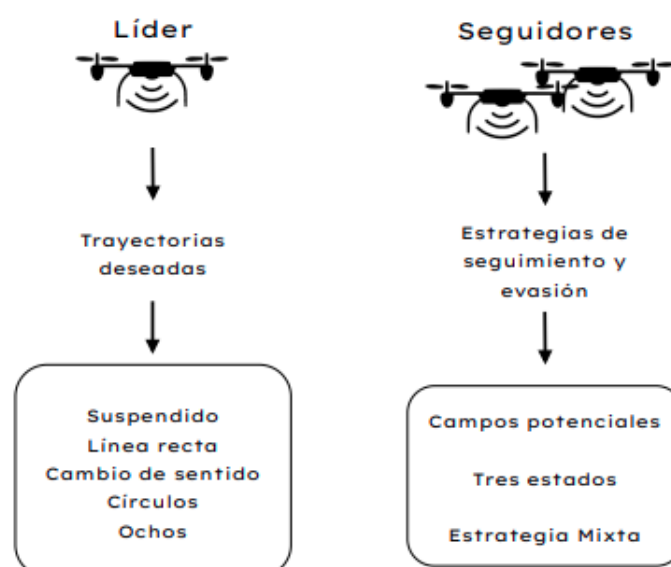 Líder
Trayectorias
deseadas
Suspendido
Línea recta
Cambio de sentido
Círculos
Ochos
Seguidores
Estrategias de
seguimiento y
evasión
Campos potenciales
Tres estados
Estrategia Mixta